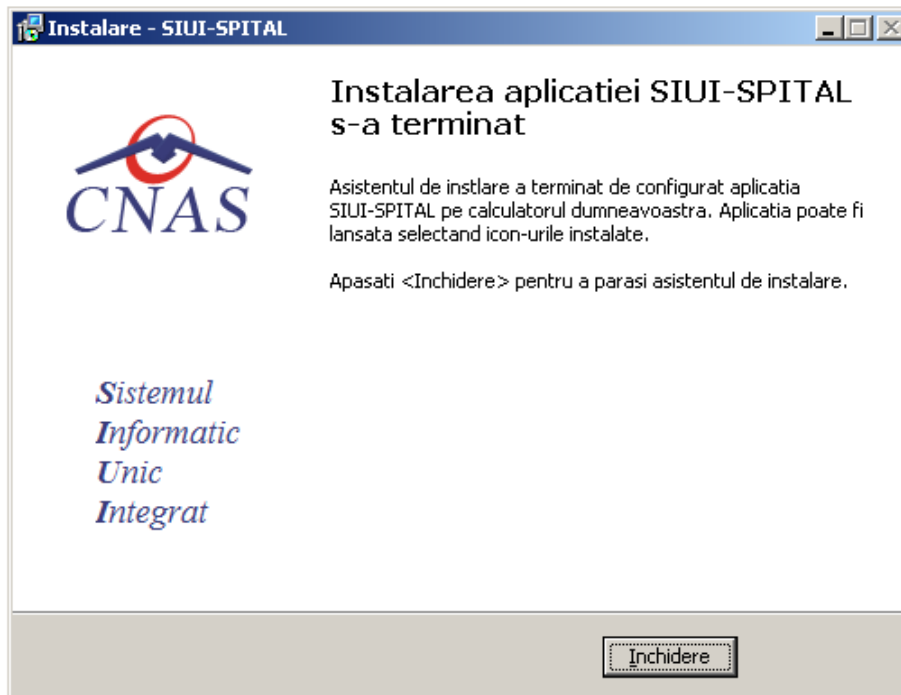 Instalare - SIUI-SPITAL
Instalarea aplicatiei SIUI-SPITAL
s-a terminat
CNAS
Asistentul de instlare a terminat de configurat aplicatia
SIUI-SPITAL pe calculatorul dumneavoastra. Aplicatia poate fi
lansata selectand icon-urile instalate.
Apasati <Inchidere> pentru a parasi asistentul de instalare.
Sistemul
Informatic
Unic
Integrat
Inchidere